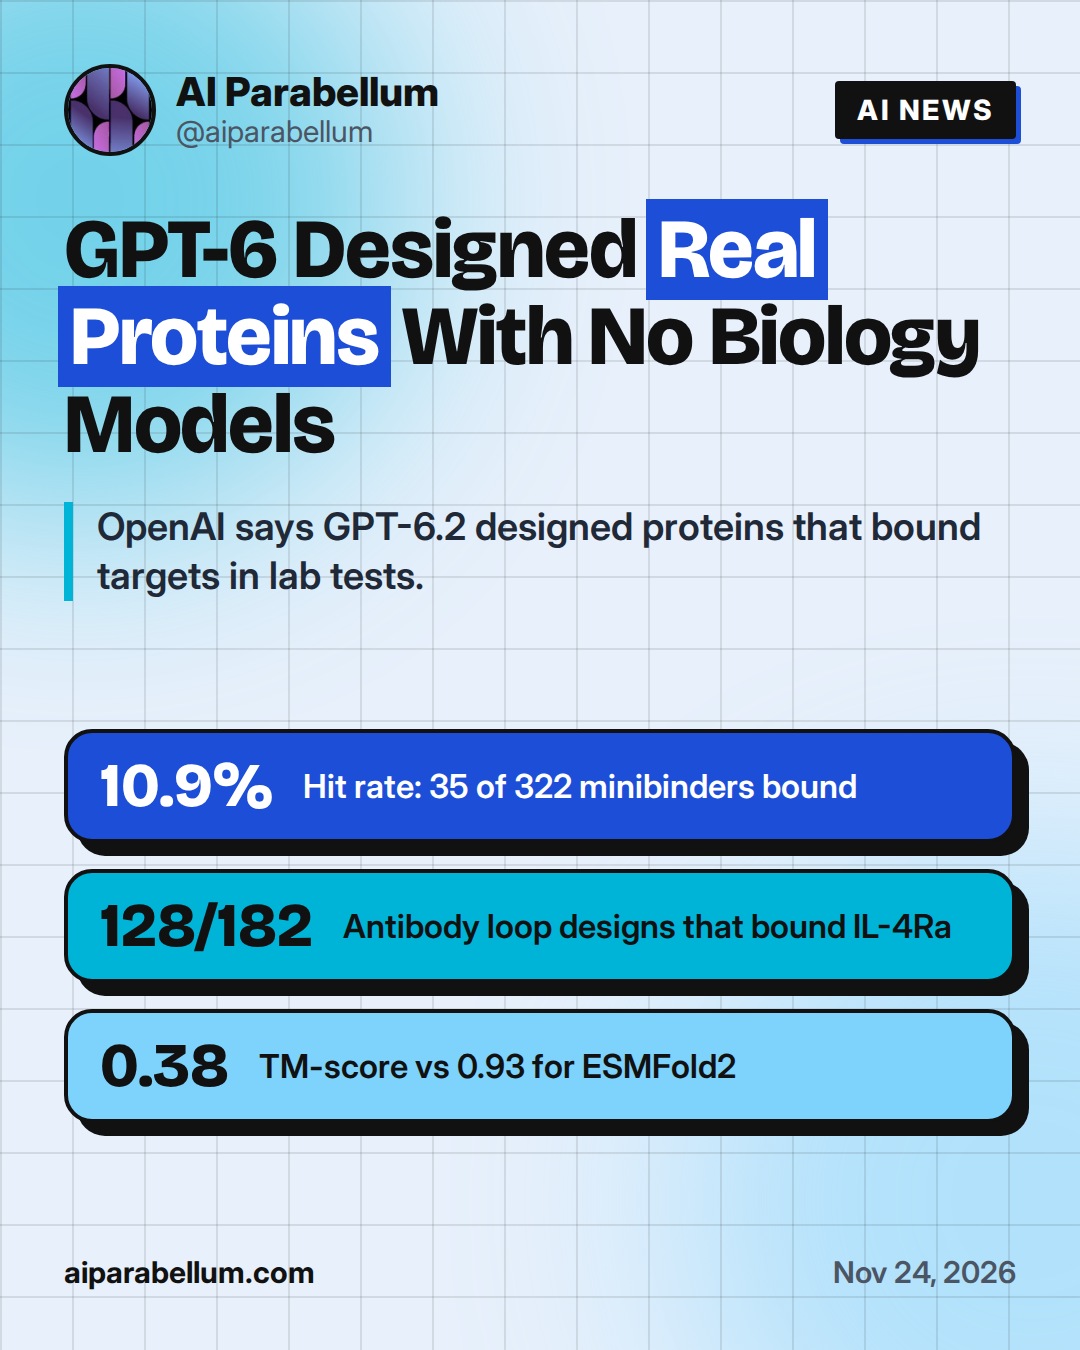 AI Parabellum
@aiparabellum
AI NEWS
GPT-6 Designed Real
Proteins With No Biology
Models
OpenAI says GPT-6.2 designed proteins that bound
targets in lab tests.
10.9% Hit rate: 35 of 322 minibinders bound
128/182 Antibody loop designs that bound IL-4Ra
0.38 TM-score vs 0.93 for ESMFold2
aiparabellum.com
Nov 24, 2026